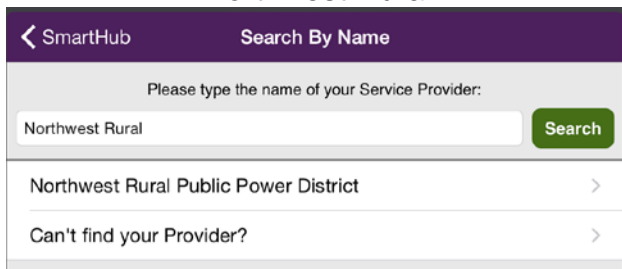 SmartHub Search By Name
Please type the name of your Service Provider:
Northwest Rural Search
Northwest Rural Public Power District
Can't find your Provider?